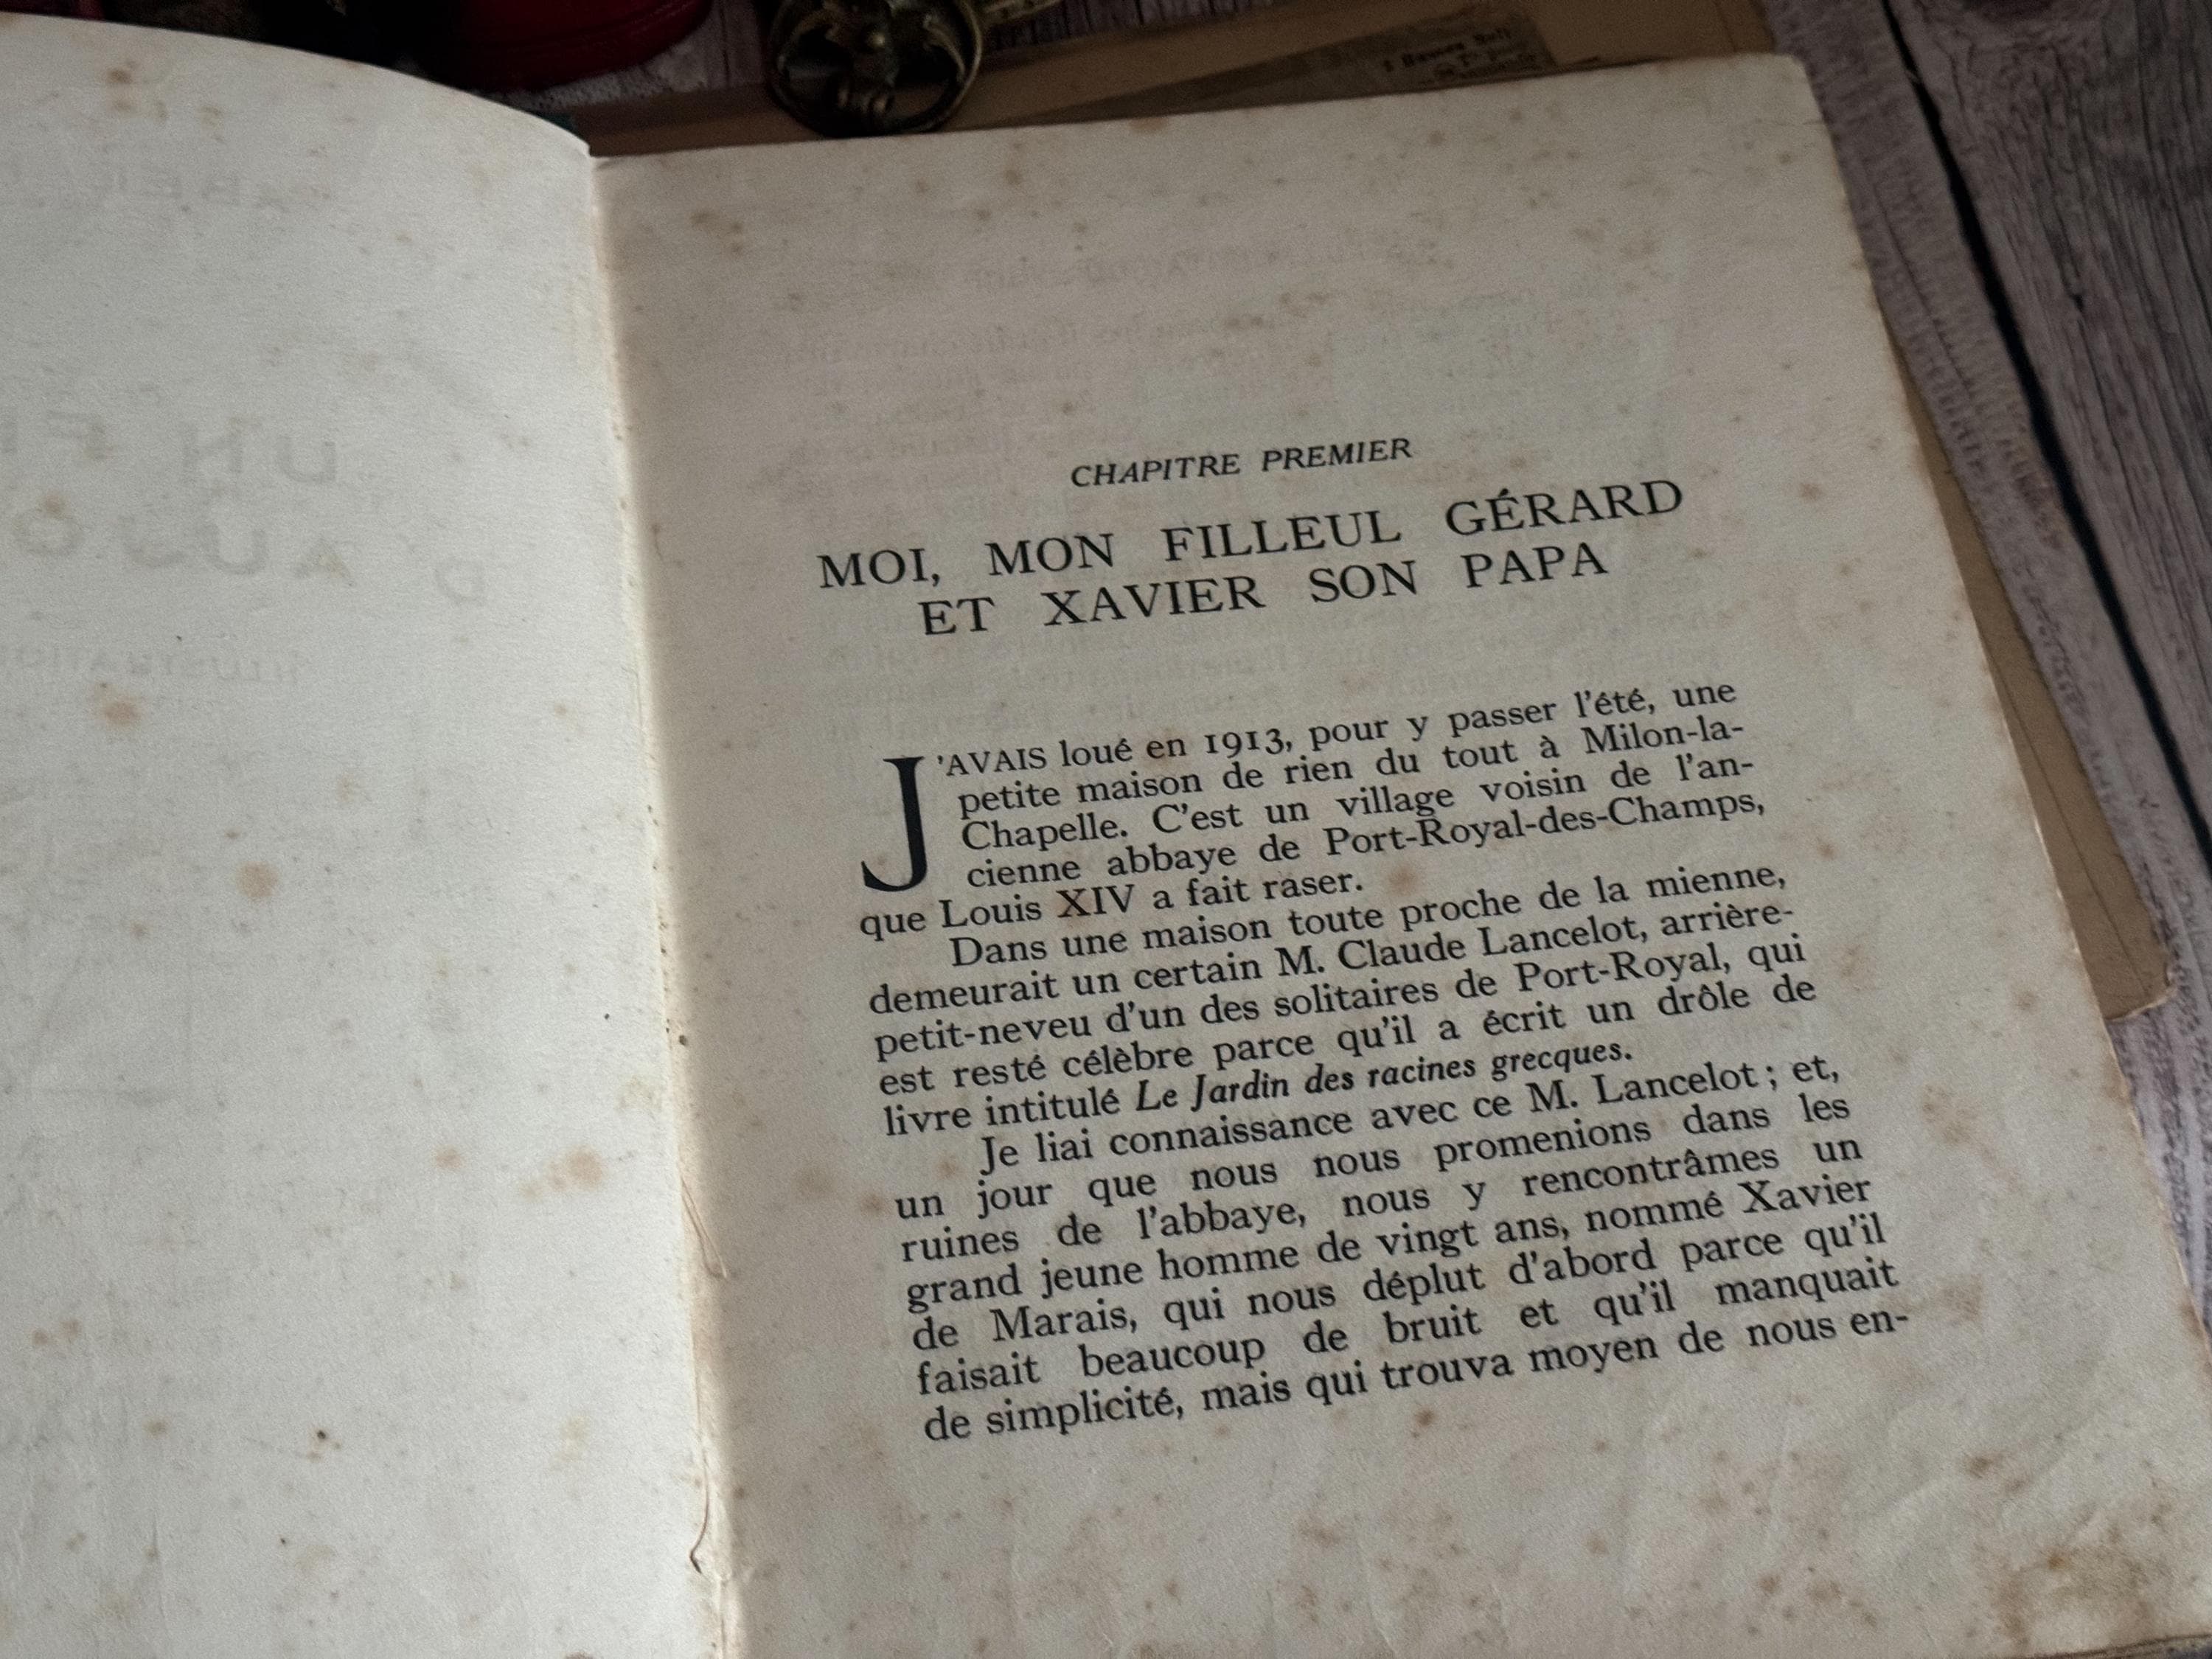 CHAPITRE PREMIER
MOI, MON FILLEUL GÉRARD
ET XAVIER SON PAPA
J'AVAIS loué en 1913, pour y passer l'été, une
petite maison de rien du tout à Milon-la-
Chapelle. C'est un village voisin de l'an-
cienne abbaye de Port-Royal-des-Champs,
que Louis XIV a fait raser.
Dans une maison toute proche de la mienne,
demeurait un certain M. Claude Lancelot, arrière-
petit-neveu d'un des solitaires de Port-Royal, qui
est resté célèbre parce qu'il a écrit un drôle de
livre intitulé Le Jardin des racines grecques.
Je liai connaissance avec ce M. Lancelot ; et,
un jour que nous nous promenions dans les
ruines de l'abbaye, nous y rencontrâmes un
grand jeune homme de vingt ans, nommé Xavier
de Marais, qui nous déplut d'abord parce qu'il
faisait beaucoup de bruit et qu'il manquait
de simplicité, mais qui trouva moyen de nous en-